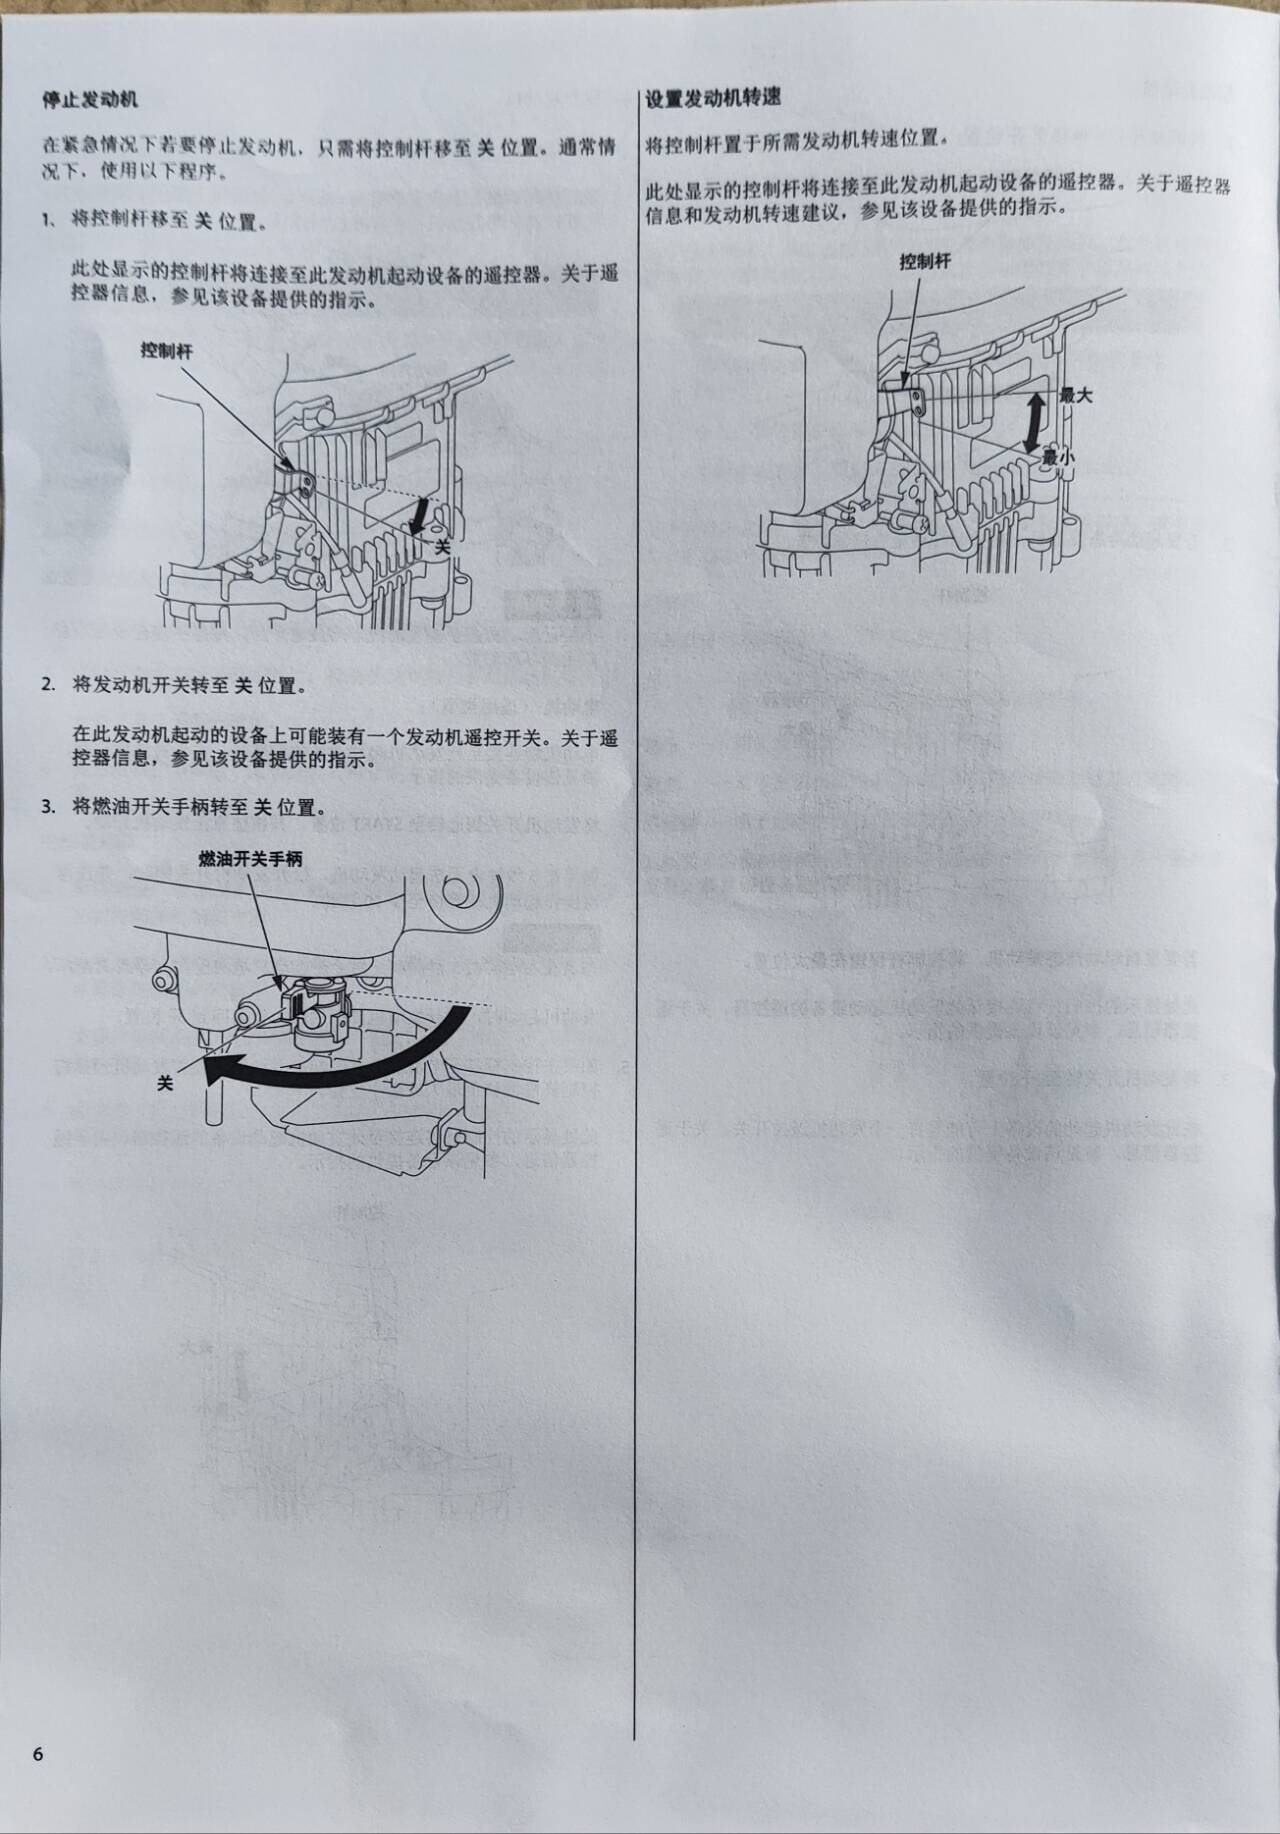 停止发动机
在紧急情况下若要停止发动机，只需将控制杆移至 关 位置。通常情
况下，使用以下程序。
1. 将控制杆移至 关 位置。
此处显示的控制杆将连接至此发动机起动设备的遥控器。关于遥
控器信息，参见该设备提供的指示。
控制杆
关
2. 将发动机开关转至 关 位置。
在此发动机起动的设备上可能装有一个发动机遥控开关。关于遥
控器信息，参见该设备提供的指示。
3. 将燃油开关手柄转至 关 位置。
燃油开关手柄
关
设置发动机转速
将控制杆置于所需发动机转速位置。
此处显示的控制杆将连接至此发动机起动设备的遥控器。关于遥控器
信息和发动机转速建议，参见该设备提供的指示。
控制杆
最大
最小
6